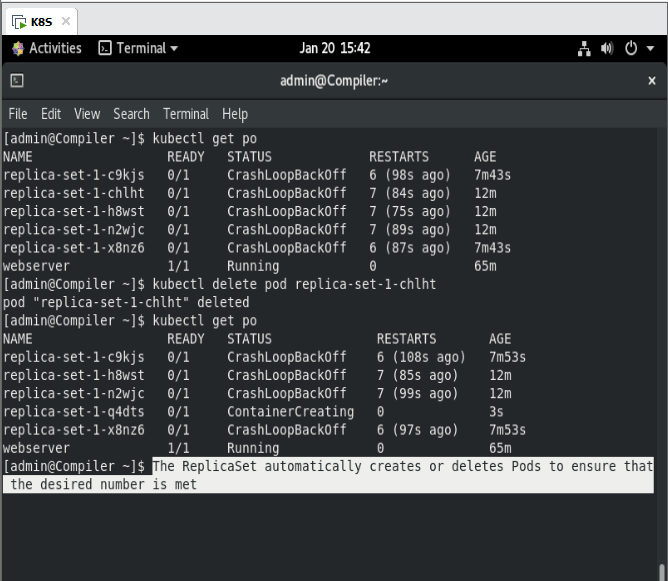 K8S
Activities Terminal Jan 20 15:42
admin@Compiler:~
File Edit View Search Terminal Help
[admin@Compiler ~]$ kubectl get po
NAME READY STATUS RESTARTS AGE
replica-set-1-c9kjs 0/1 CrashLoopBackOff 6 (98s ago) 7m43s
replica-set-1-chlht 0/1 CrashLoopBackOff 7 (84s ago) 12m
replica-set-1-h8wst 0/1 CrashLoopBackOff 7 (75s ago) 12m
replica-set-1-n2wjc 0/1 CrashLoopBackOff 7 (89s ago) 12m
replica-set-1-x8nz6 0/1 CrashLoopBackOff 6 (87s ago) 7m43s
webserver 1/1 Running 0 65m
[admin@Compiler ~]$ kubectl delete pod replica-set-1-chlht
pod "replica-set-1-chlht" deleted
[admin@Compiler ~]$ kubectl get po
NAME READY STATUS RESTARTS AGE
replica-set-1-c9kjs 0/1 CrashLoopBackOff 6 (108s ago) 7m53s
replica-set-1-h8wst 0/1 CrashLoopBackOff 7 (85s ago) 12m
replica-set-1-n2wjc 0/1 CrashLoopBackOff 7 (99s ago) 12m
replica-set-1-q4dts 0/1 ContainerCreating 0 3s
replica-set-1-x8nz6 0/1 CrashLoopBackOff 6 (97s ago) 7m53s
webserver 1/1 Running 0 65m
[admin@Compiler ~]$ The ReplicaSet automatically creates or deletes Pods to ensure that
the desired number is met